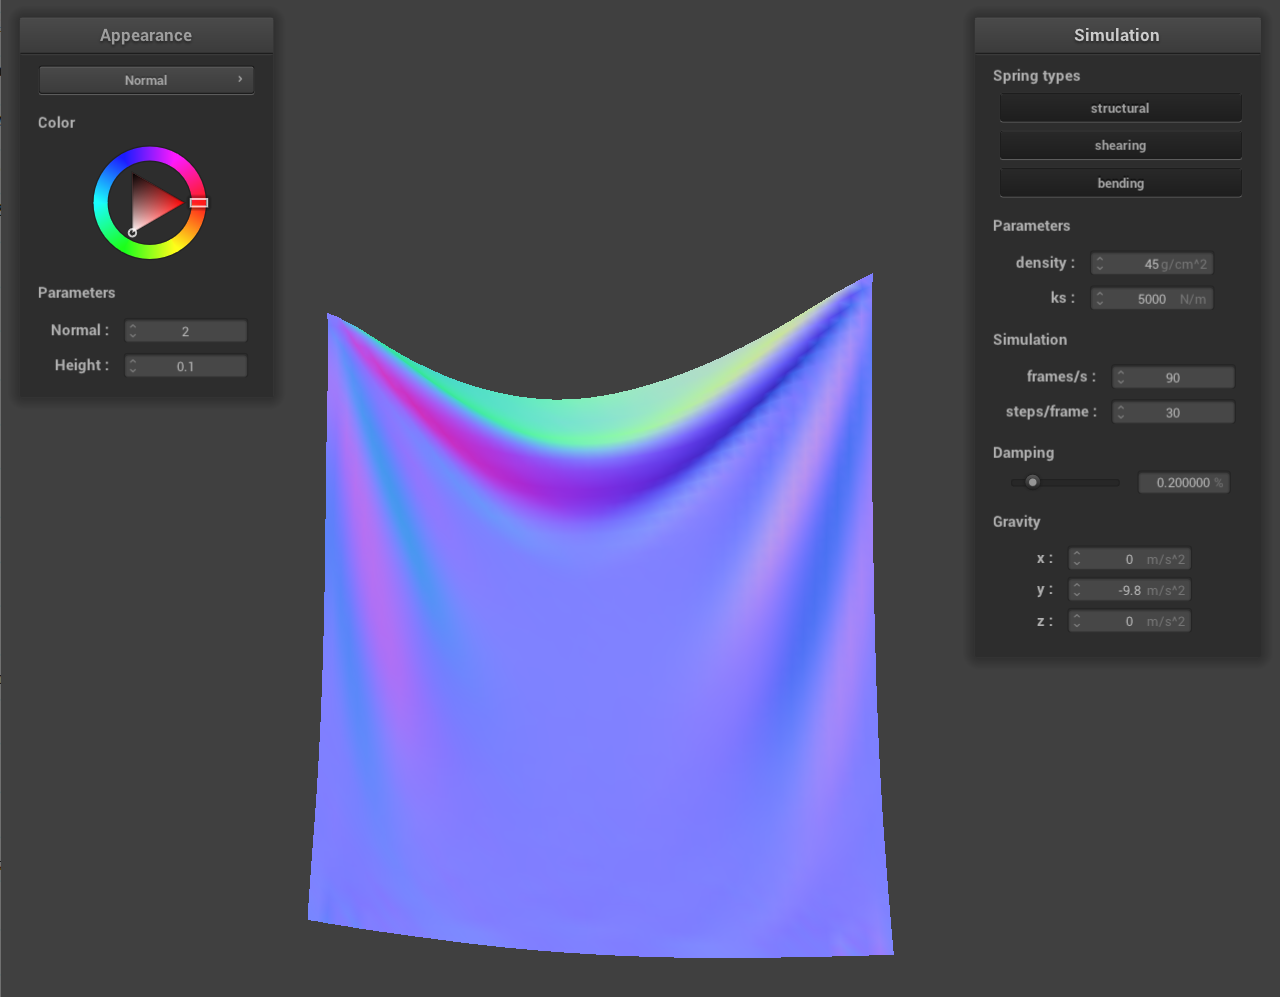 Appearance
Normal
Color
Parameters
Normal : 2
Height : 0.1
Simulation
Spring types
structural
shearing
bending
Parameters
density : 45 g/cm^2
ks : 5000 N/m
Simulation
frames/s : 90
steps/frame : 30
Damping
0.200000 %
Gravity
x : 0 m/s^2
y : -9.8 m/s^2
z : 0 m/s^2